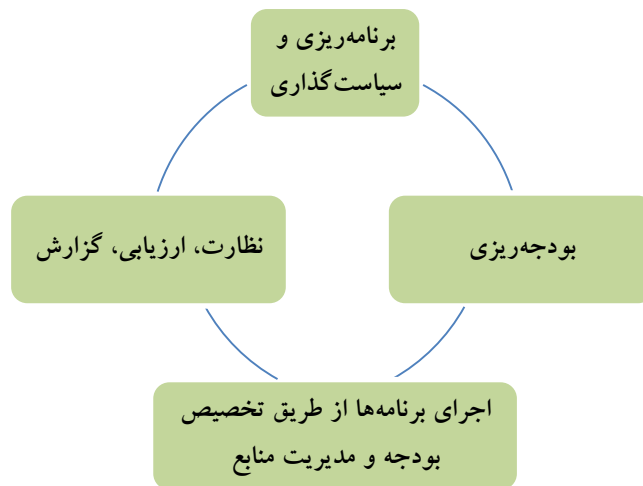 برنامه‌ریزی و
سیاست‌گذاری
بودجه‌ریزی
نظارت، ارزیابی، گزارش
اجرای برنامه‌ها از طریق تخصیص
بودجه و مدیریت منابع